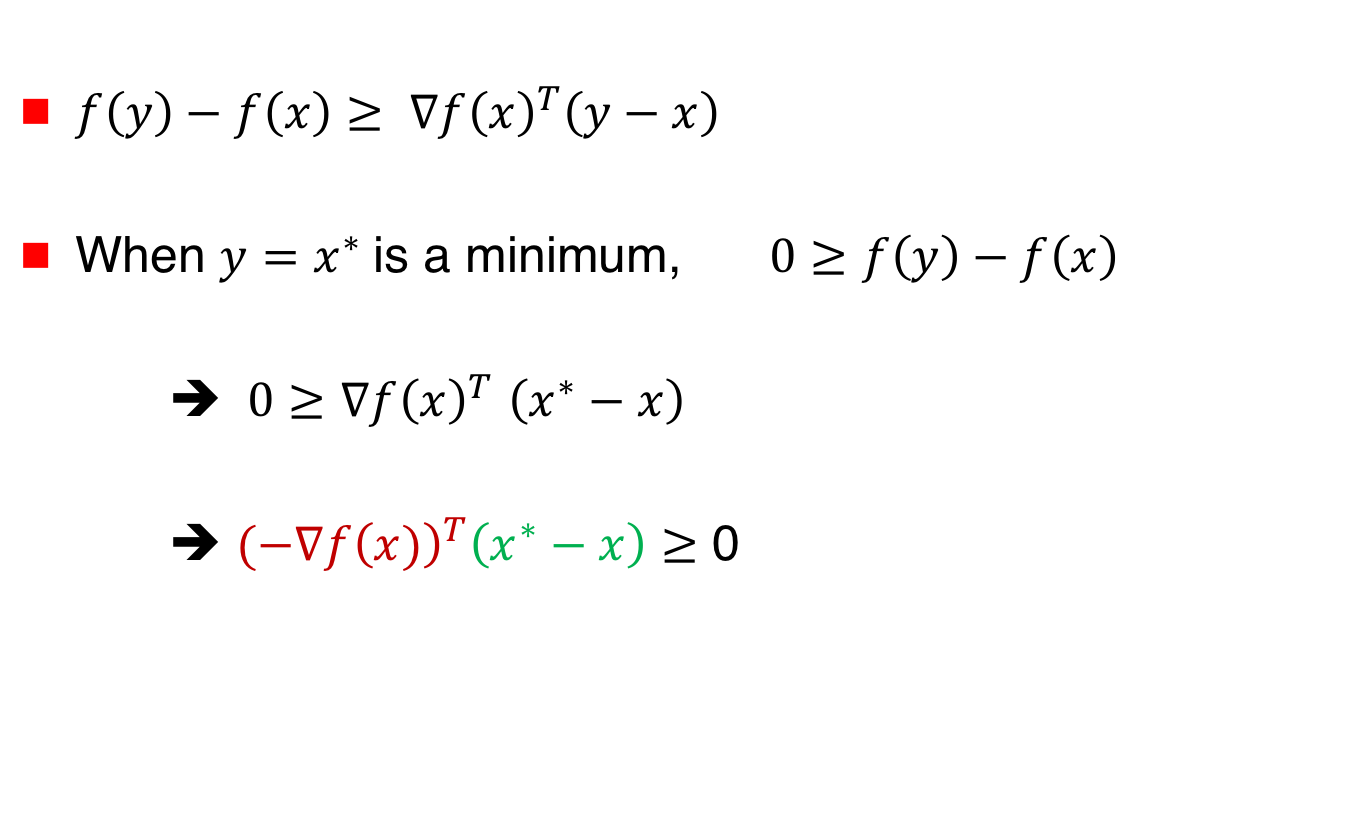 ■ 𝑓(𝑦) − 𝑓(𝑥) ≥ ∇𝑓(𝑥)ᵀ(𝑦 − 𝑥)
■ When 𝑦 = 𝑥* is a minimum, 0 ≥ 𝑓(𝑦) − 𝑓(𝑥)
➔ 0 ≥ ∇𝑓(𝑥)ᵀ (𝑥* − 𝑥)
➔ (−∇𝑓(𝑥))ᵀ(𝑥* − 𝑥) ≥ 0